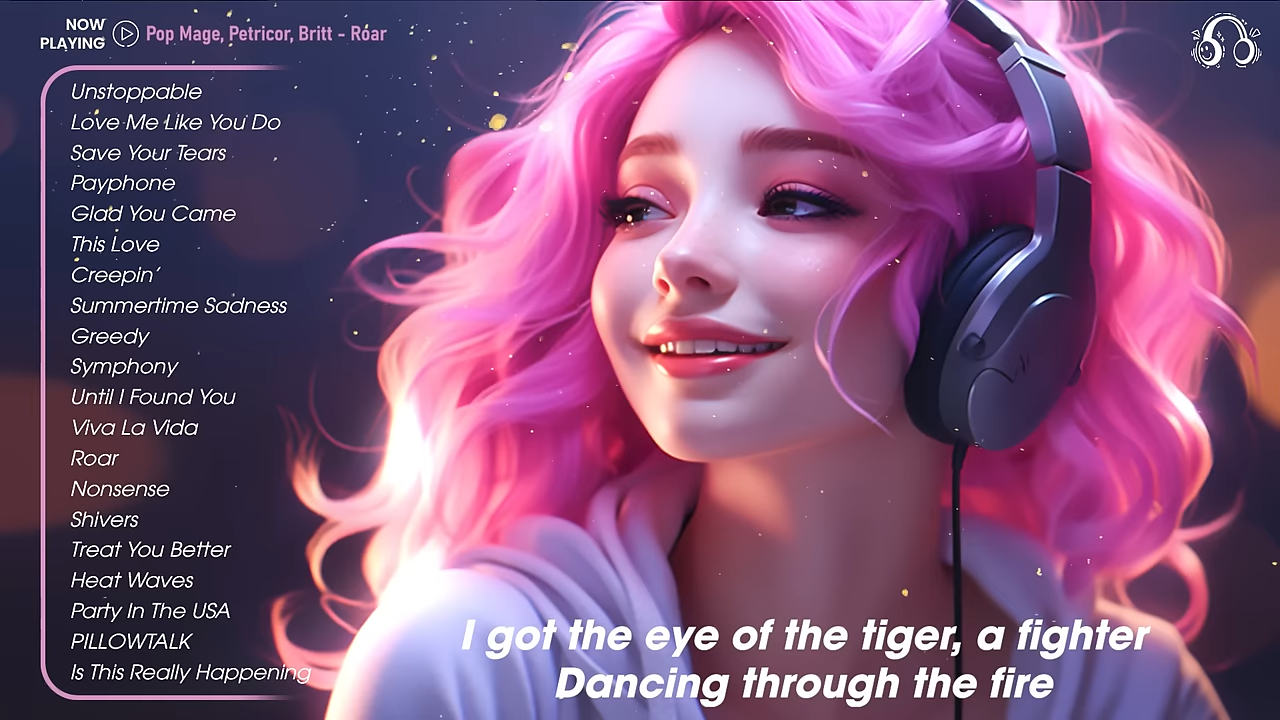 NOW
PLAYING
Pop Mage, Petricor, Britt - Roar
Unstoppable
Love Me Like You Do
Save Your Tears
Payphone
Glad You Came
This Love
Creepin'
Summertime Sadness
Greedy
Symphony
Until I Found You
Viva La Vida
Roar
Nonsense
Shivers
Treat You Better
Heat Waves
Party In The USA
PILLOWTALK
Is This Really Happening
I got the eye of the tiger, a fighter
Dancing through the fire